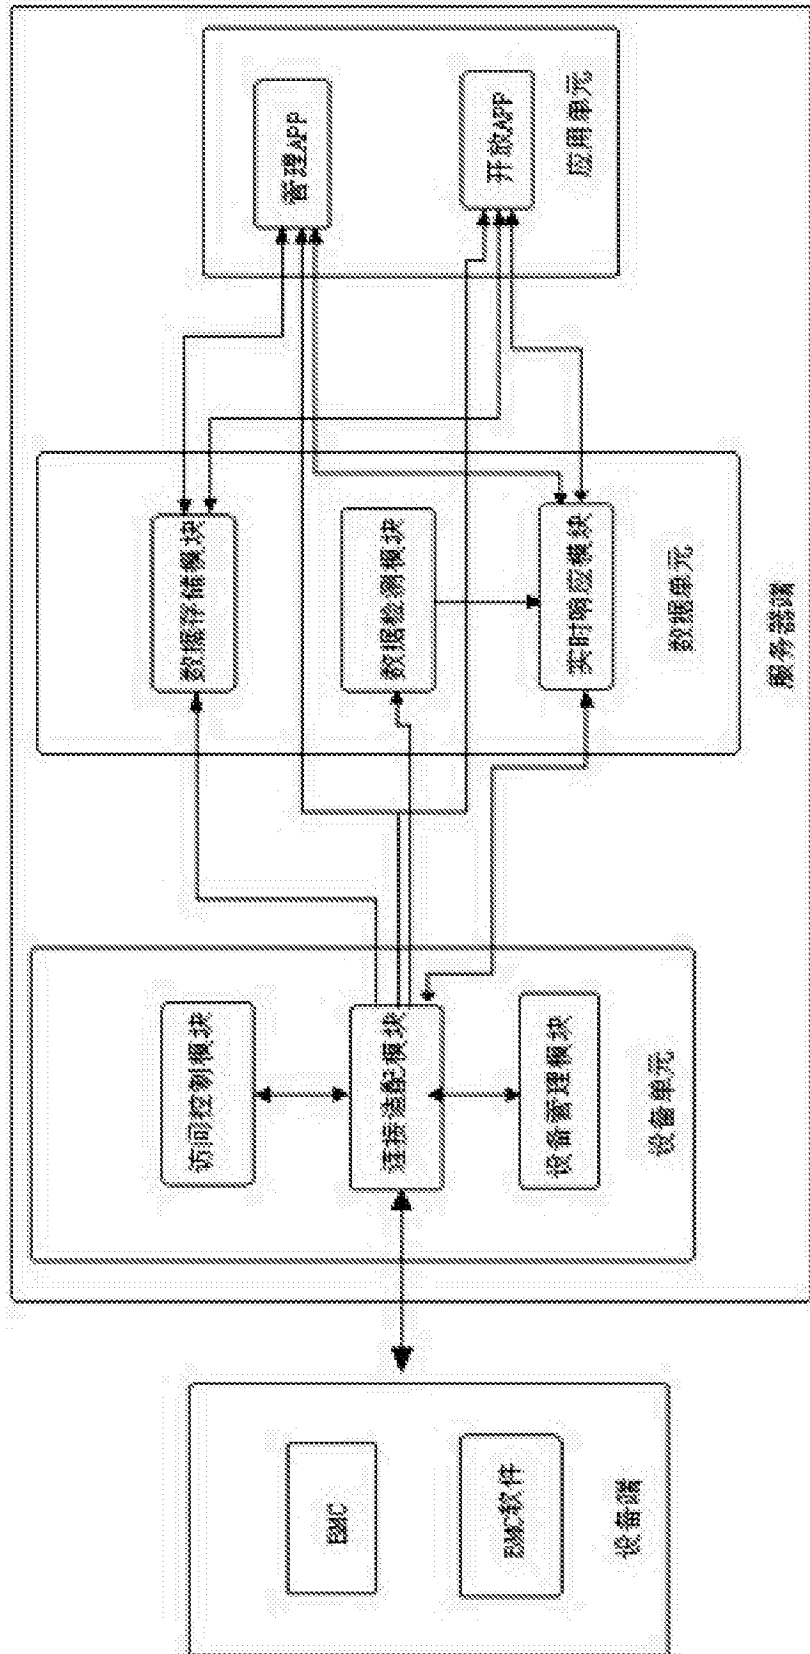 EMC
EMC软件
设备端
访问控制模块
连接适配模块
设备管理模块
设备单元
数据存储模块
数据检测模块
实时响应模块
数据单元
管理APP
开放APP
应用单元
服务器端